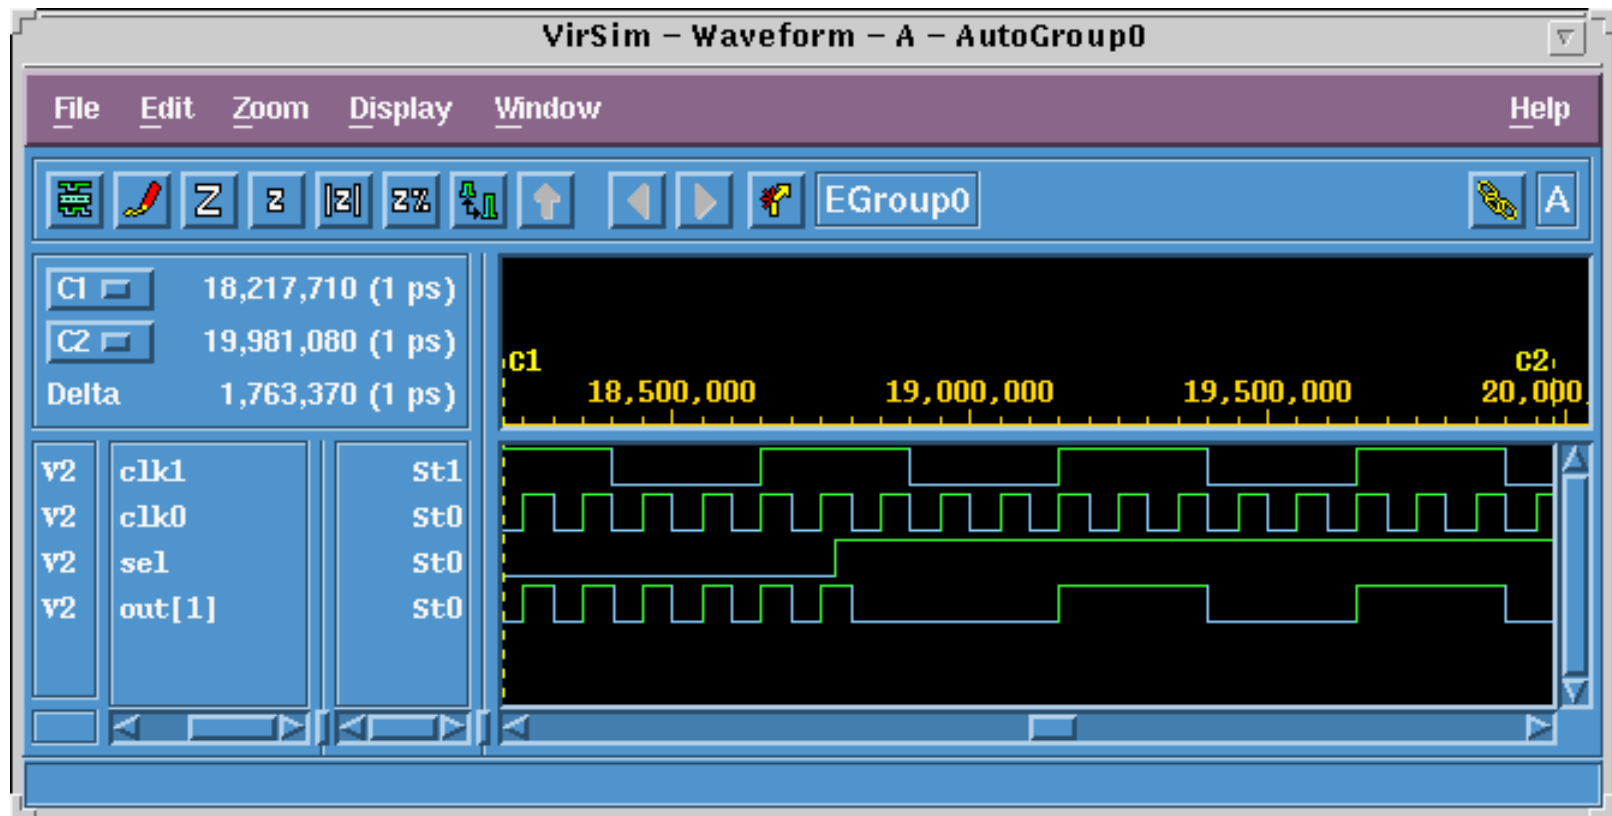 VirSim – Waveform – A – AutoGroup0
File Edit Zoom Display Window Help
Z z |z| z% EGroup0 A
C1 18,217,710 (1 ps)
C2 19,981,080 (1 ps)
Delta 1,763,370 (1 ps)
C1 C2
18,500,000 19,000,000 19,500,000 20,000
V2 clk1 St1
V2 clk0 St0
V2 sel St0
V2 out[1] St0